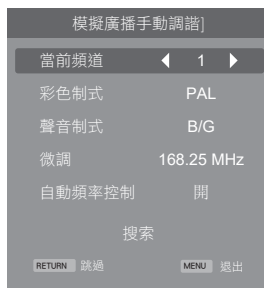 模擬廣播手動調諧]
當前頻道 1
彩色制式 PAL
聲音制式 B/G
微調 168.25 MHz
自動頻率控制 開
搜索
RETURN 跳過 MENU 退出